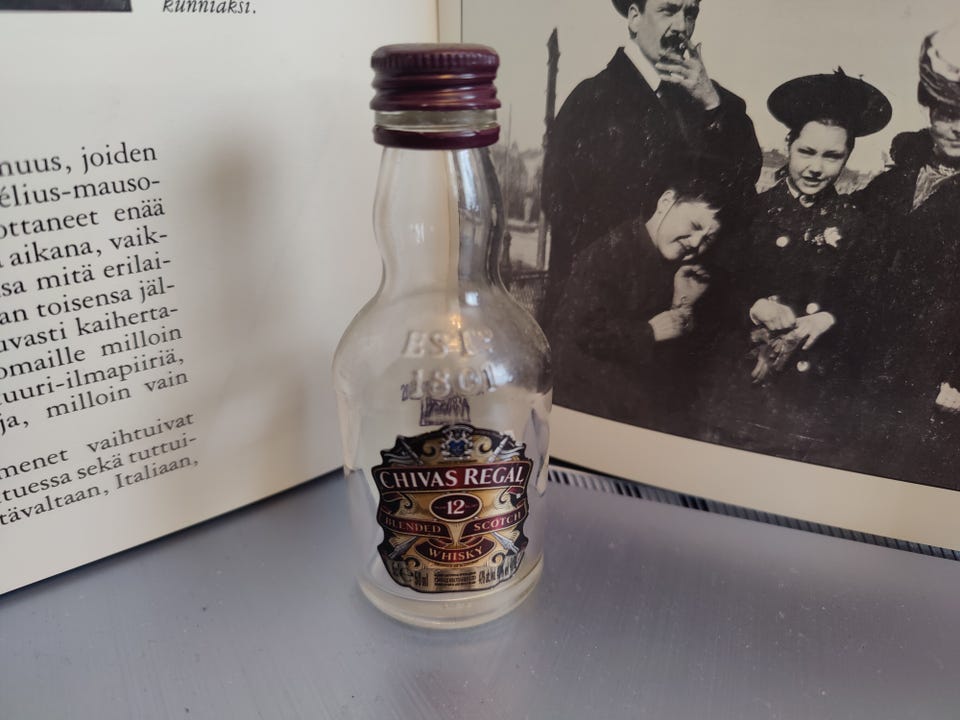 kunniaksi.
nuus, joiden
élius-mauso-
ottaneet enää
aikana, vaik-
sa mitä erilai-
an toisensa jäl-
uvasti kaiherta-
omaille milloin
uuri-ilmapiiriä,
ja, milloin vain
menet vaihtuivat
tuessa sekä tuttui-
tävaltaan, Italiaan,
ESTD
1801
CHIVAS REGAL
12
BLENDED SCOTCH
WHISKY